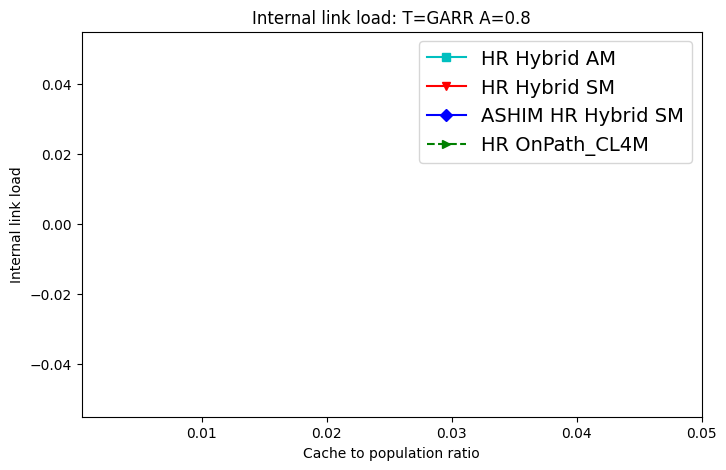 Internal link load: T=GARR A=0.8
HR Hybrid AM
HR Hybrid SM
ASHIM HR Hybrid SM
HR OnPath_CL4M
Internal link load
0.04
0.02
0.00
−0.02
−0.04
0.01 0.02 0.03 0.04 0.05
Cache to population ratio